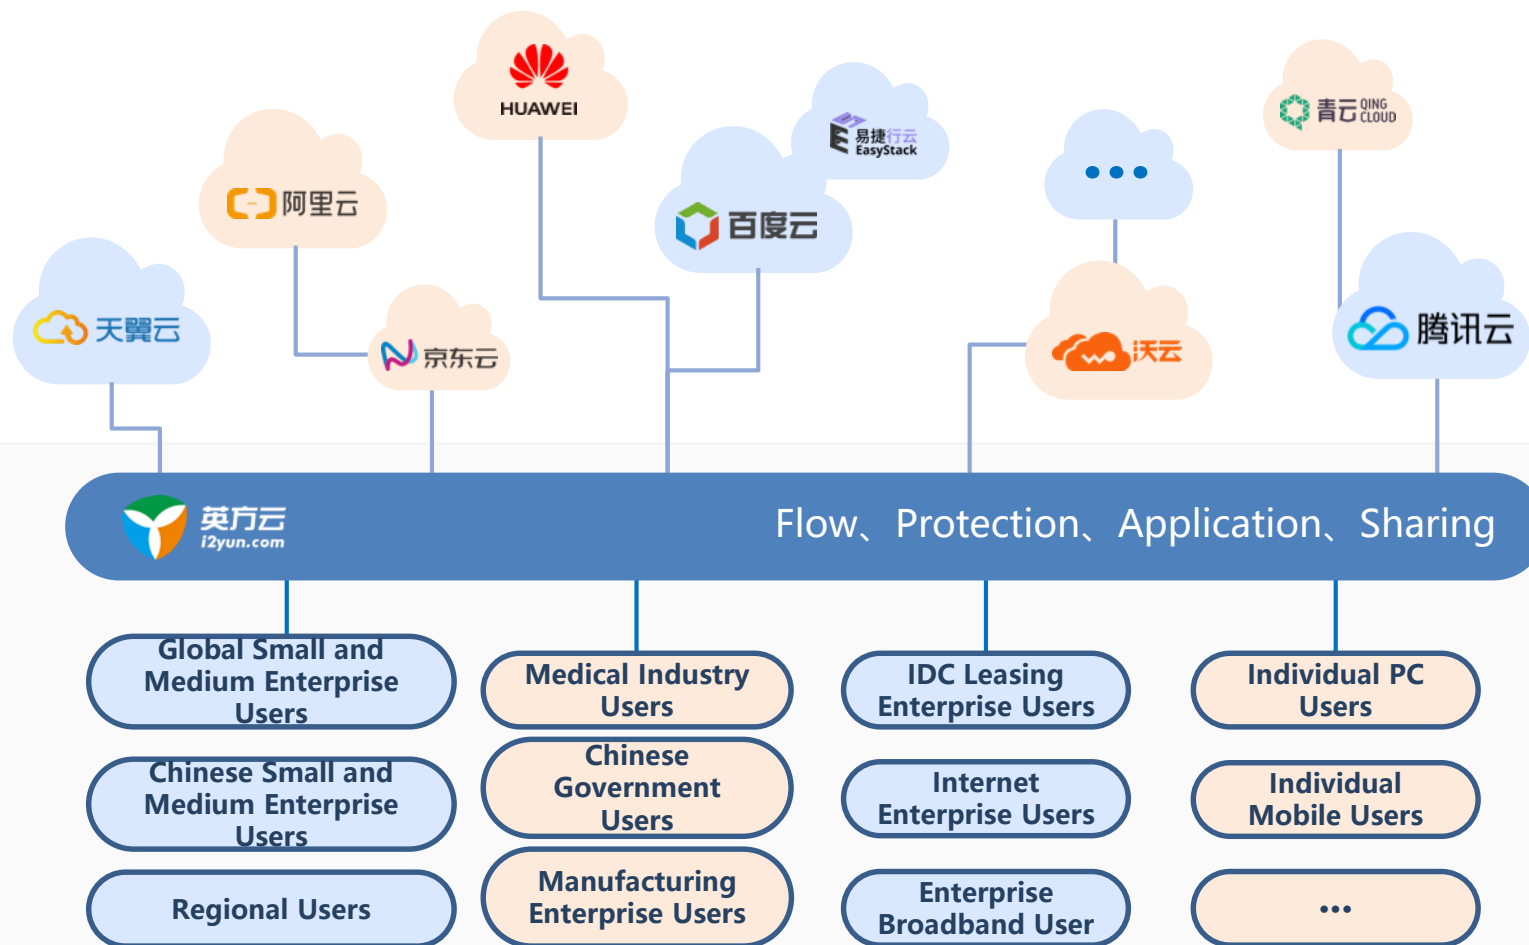 HUAWEI
易捷行云
EasyStack
青云 QING
CLOUD
阿里云
百度云
•••
天翼云
京东云
沃云
腾讯云
英方云
i2yun.com
Flow、Protection、Application、Sharing
Global Small and
Medium Enterprise
Users
Medical Industry
Users
IDC Leasing
Enterprise Users
Individual PC
Users
Chinese Small and
Medium Enterprise
Users
Chinese
Government
Users
Internet
Enterprise Users
Individual
Mobile Users
Regional Users
Manufacturing
Enterprise Users
Enterprise
Broadband User
...